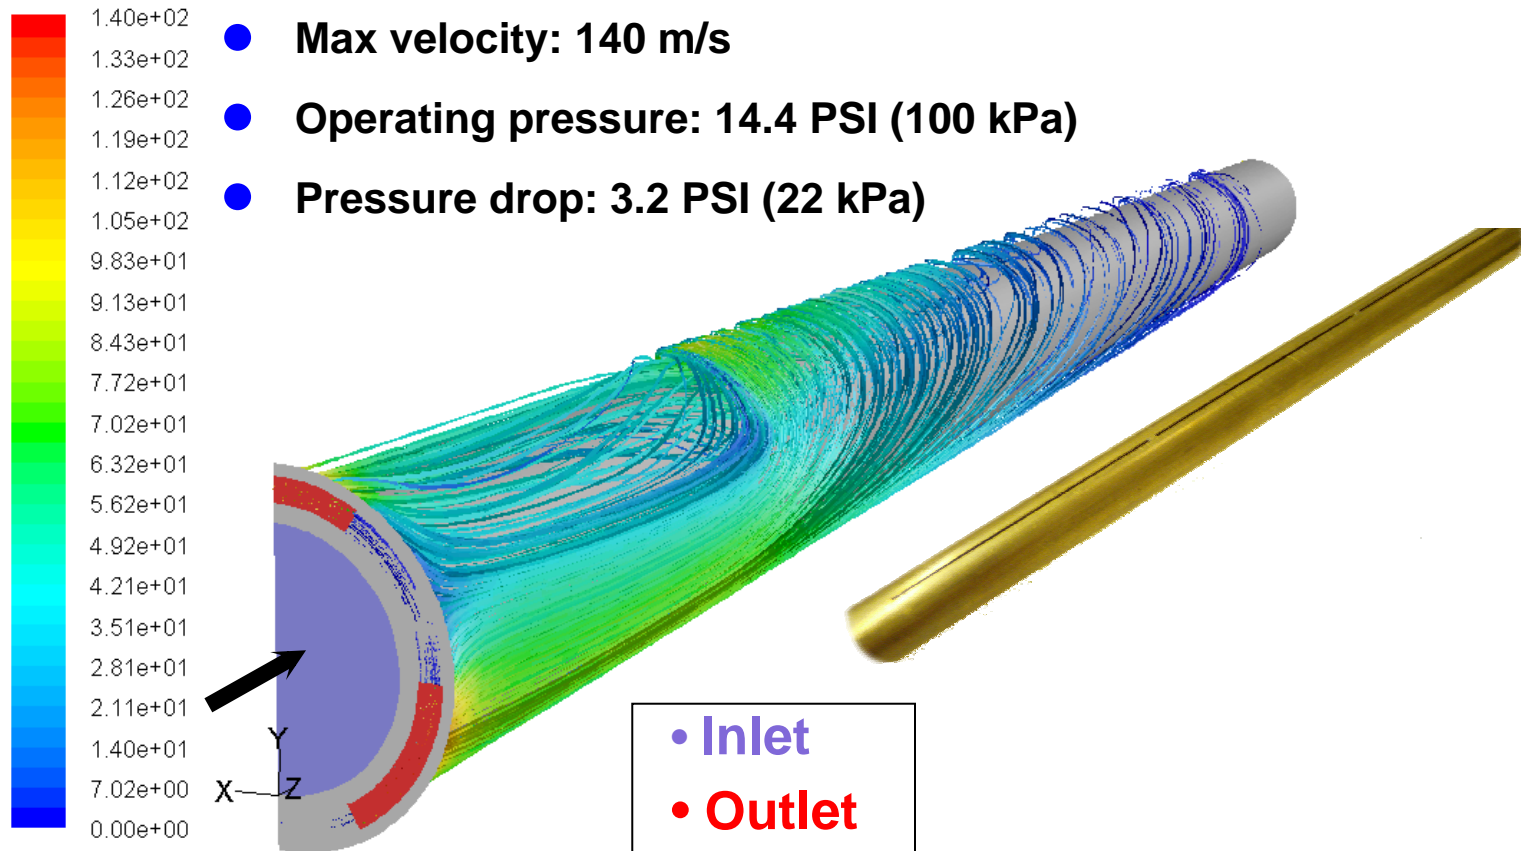 1.40e+02
1.33e+02
1.26e+02
1.19e+02
1.12e+02
1.05e+02
9.83e+01
9.13e+01
8.43e+01
7.72e+01
7.02e+01
6.32e+01
5.62e+01
4.92e+01
4.21e+01
3.51e+01
2.81e+01
2.11e+01
1.40e+01
7.02e+00
0.00e+00
● Max velocity: 140 m/s
● Operating pressure: 14.4 PSI (100 kPa)
● Pressure drop: 3.2 PSI (22 kPa)
Y
X Z
• Inlet
• Outlet